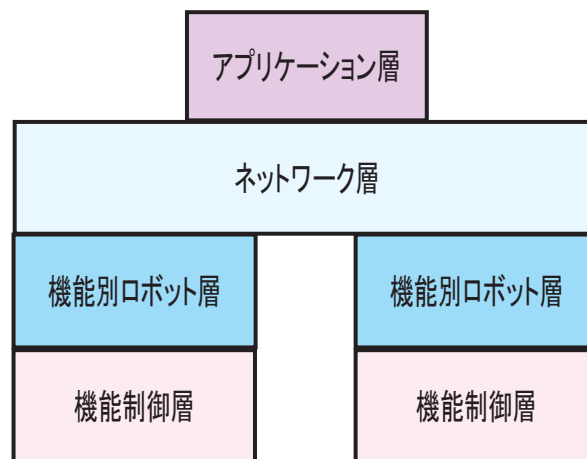 アプリケーション層
ネットワーク層
機能別ロボット層
機能別ロボット層
機能制御層
機能制御層